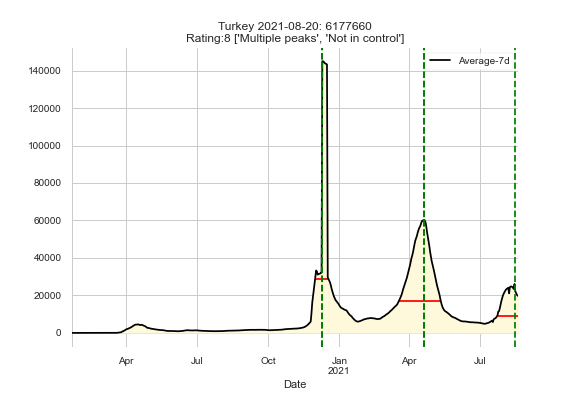 Turkey 2021-08-20: 6177660
Rating:8 ['Multiple peaks', 'Not in control']
Average-7d
140000
120000
100000
80000
60000
40000
20000
0
Apr
Jul
Oct
Jan
2021
Apr
Jul
Date